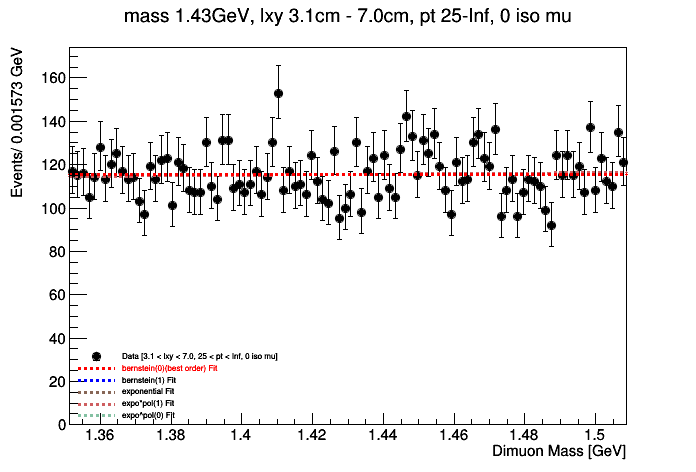 mass 1.43GeV, lxy 3.1cm - 7.0cm, pt 25-Inf, 0 iso mu
Events/ 0.001573 GeV
160
140
120
100
80
60
40
20
0
Data [3.1 < lxy < 7.0, 25 < pt < Inf, 0 iso mu]
bernstein(0)(best order) Fit
bernstein(1) Fit
exponential Fit
expo*pol(1) Fit
expo*pol(0) Fit
1.36 1.38 1.4 1.42 1.44 1.46 1.48 1.5
Dimuon Mass [GeV]